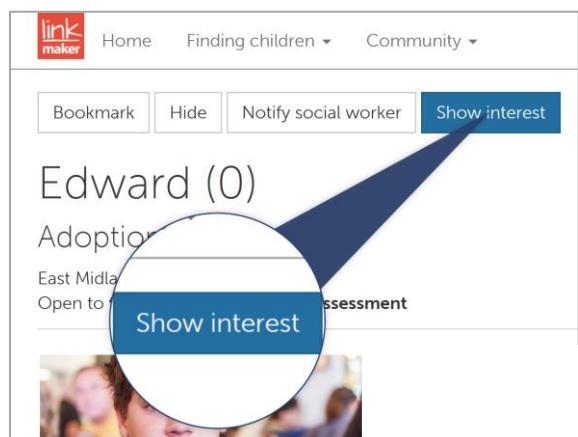 link
maker
Home Finding children Community
Bookmark Hide Notify social worker Show interest
Edward (0)
Adoption
East Midla
Open to ssessment
Show interest